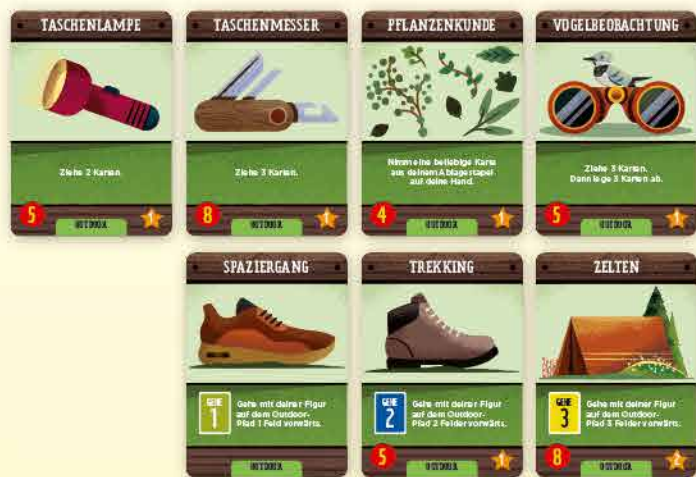 TASCHENLAMPE
Ziehe 2 Karten.
5
OUTDOOR
1
TASCHENMESSER
Ziehe 3 Karten.
8
OUTDOOR
1
PFLANZENKUNDE
Nimm eine beliebige Karte
aus deinem Ablagestapel
auf deine Hand.
4
OUTDOOR
1
VOGELBEOBACHTUNG
Ziehe 3 Karten.
Dann lege 3 Karten ab.
5
OUTDOOR
1
SPAZIERGANG
GEHE
1
Gehe mit deiner Figur
auf dem Outdoor-
Pfad 1 Feld vorwärts.
OUTDOOR
TREKKING
GEHE
2
Gehe mit deiner Figur
auf dem Outdoor-
Pfad 2 Felder vorwärts.
5
OUTDOOR
1
ZELTEN
GEHE
3
Gehe mit deiner Figur
auf dem Outdoor-
Pfad 3 Felder vorwärts.
8
OUTDOOR
2